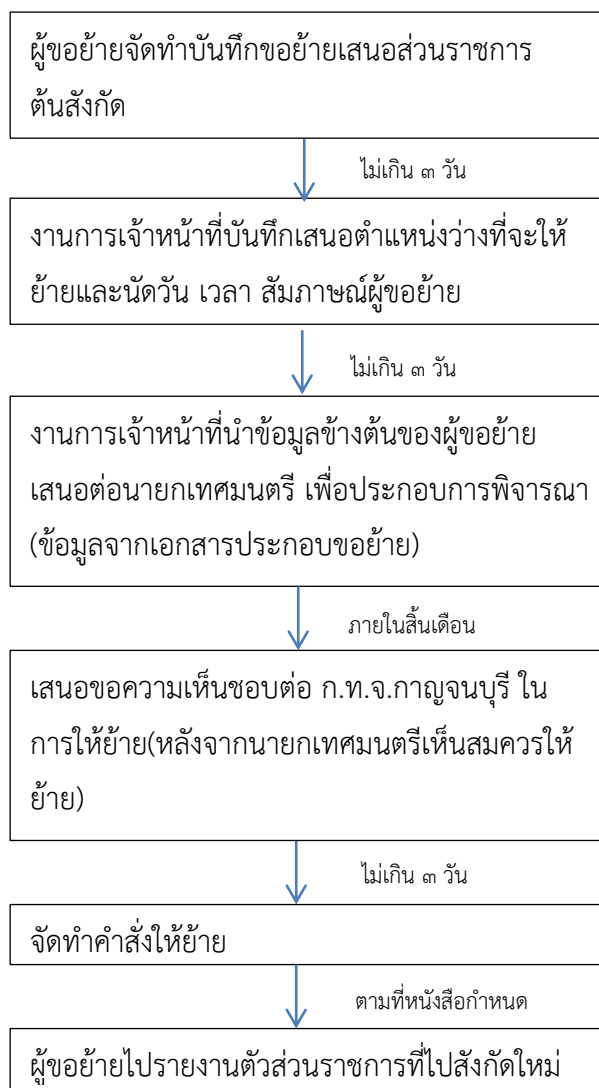 ผู้ขอย้ายจัดทำบันทึกขอย้ายเสนอส่วนราชการ
ต้นสังกัด
ไม่เกิน ๓ วัน
งานการเจ้าหน้าที่บันทึกเสนอตำแหน่งว่างที่จะให้
ย้ายและนัดวัน เวลา สัมภาษณ์ผู้ขอย้าย
ไม่เกิน ๓ วัน
งานการเจ้าหน้าที่นำข้อมูลข้างต้นของผู้ขอย้าย
เสนอต่อนายกเทศมนตรี เพื่อประกอบการพิจารณา
(ข้อมูลจากเอกสารประกอบขอย้าย)
ภายในสิ้นเดือน
เสนอขอความเห็นชอบต่อ ก.ท.จ.กาญจนบุรี ใน
การให้ย้าย(หลังจากนายกเทศมนตรีเห็นสมควรให้
ย้าย)
ไม่เกิน ๓ วัน
จัดทำคำสั่งให้ย้าย
ตามที่หนังสือกำหนด
ผู้ขอย้ายไปรายงานตัวส่วนราชการที่ไปสังกัดใหม่